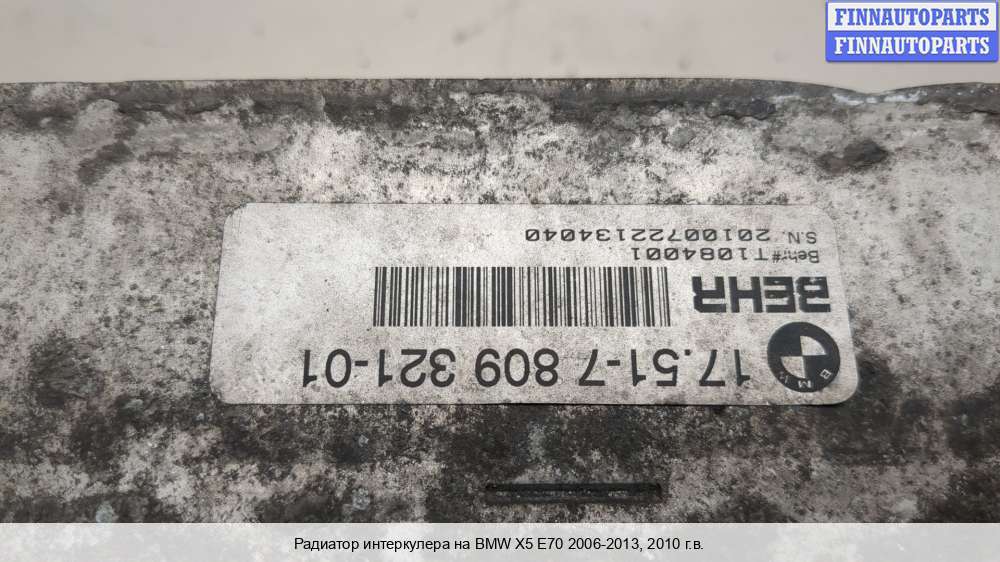 FINNAUTOPARTS
FINNAUTOPARTS
BMW
17.51-7 809 321-01
BEHR
Behr#T1084001
S.N. 20100722134040
Радиатор интеркулера на BMW X5 E70 2006-2013, 2010 г.в.